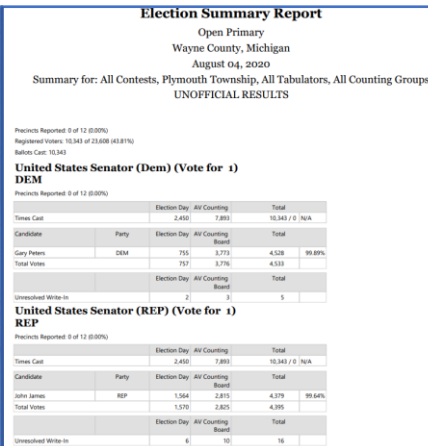 Election Summary Report
Open Primary
Wayne County, Michigan
August 04, 2020
Summary for: All Contests, Plymouth Township, All Tabulators, All Counting Groups
UNOFFICIAL RESULTS
Precincts Reported: 0 of 12 (0.00%)
Registered Voters: 10,343 of 23,608 (43.81%)
Ballots Cast: 10,343
United States Senator (Dem) (Vote for 1)
DEM
Precincts Reported: 0 of 12 (0.00%)
Election Day AV Counting Board Total
Times Cast 2,450 7,893 10,343 / 0 N/A
Candidate Party Election Day AV Counting Board Total
Gary Peters DEM 755 3,773 4,528 99.89%
Total Votes 757 3,776 4,533
Election Day AV Counting Board Total
Unresolved Write-In 2 3 5
United States Senator (REP) (Vote for 1)
REP
Precincts Reported: 0 of 12 (0.00%)
Election Day AV Counting Board Total
Times Cast 2,450 7,893 10,343 / 0 N/A
Candidate Party Election Day AV Counting Board Total
John James REP 1,564 2,815 4,379 99.64%
Total Votes 1,570 2,825 4,395
Election Day AV Counting Board Total
Unresolved Write-In 6 10 16